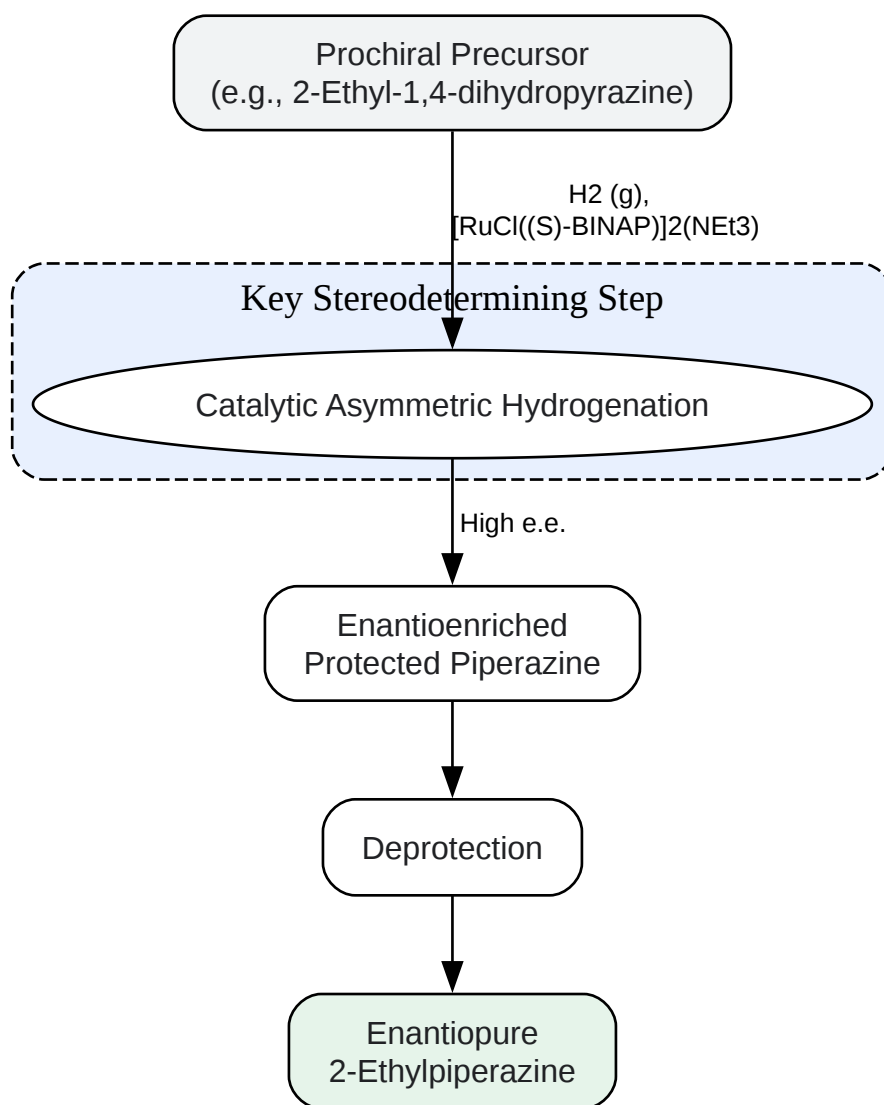 Prochiral Precursor
(e.g., 2-Ethyl-1,4-dihydropyrazine)
H2 (g),
[RuCl((S)-BINAP)]2(NEt3)
Key Stereodetermining Step
Catalytic Asymmetric Hydrogenation
High e.e.
Enantioenriched
Protected Piperazine
Deprotection
Enantiopure
2-Ethylpiperazine